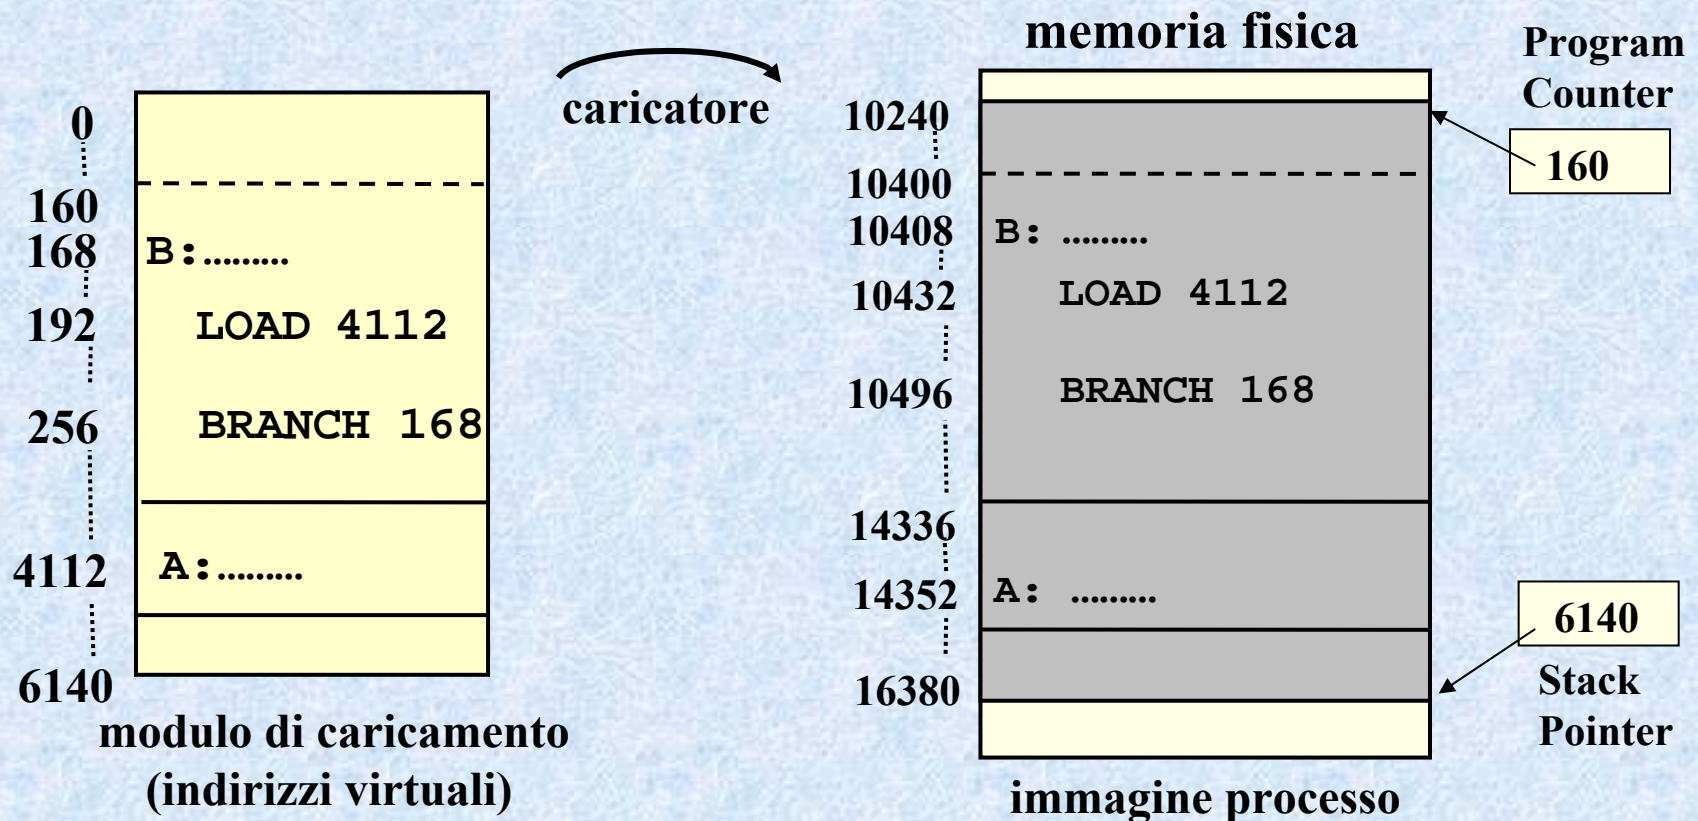 memoria fisica
Program
Counter
160
caricatore
0
160
168
192
256
4112
6140
B:.........
LOAD 4112
BRANCH 168
A:.........
modulo di caricamento
(indirizzi virtuali)
10240
10400
10408
10432
10496
14336
14352
16380
B: .........
LOAD 4112
BRANCH 168
A: .........
immagine processo
6140
Stack
Pointer